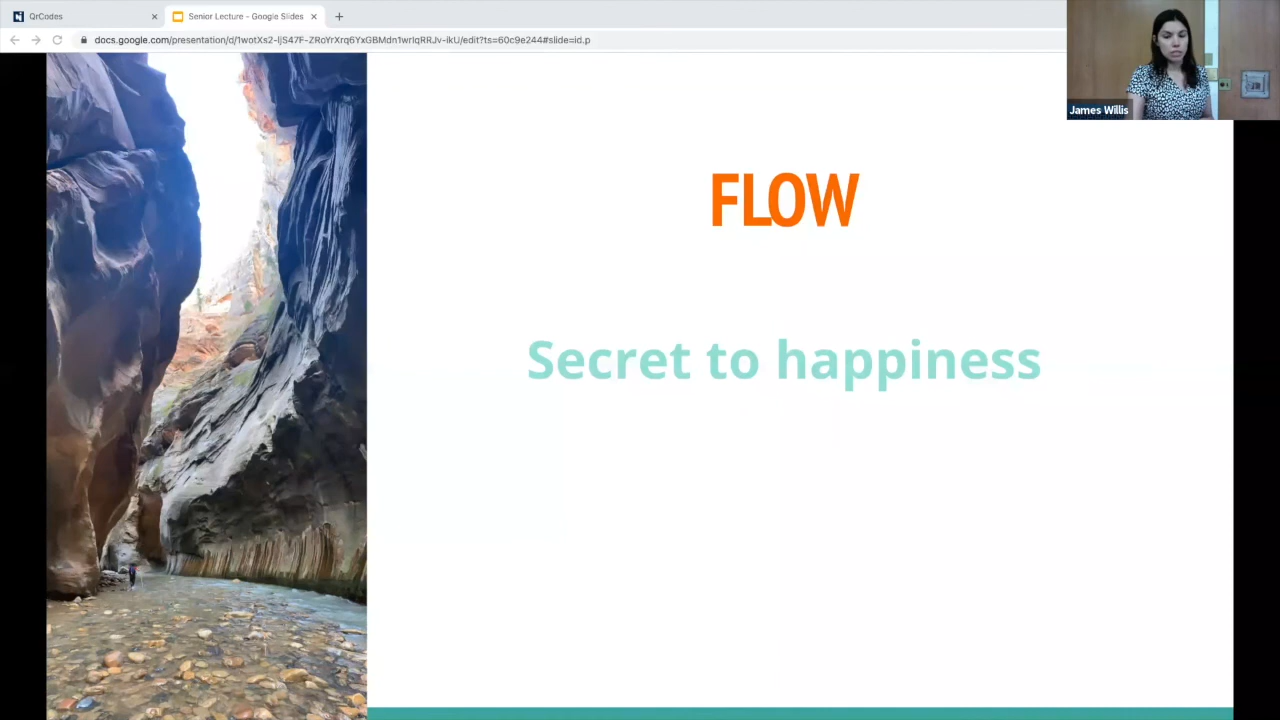 QrCodes
Senior Lecture - Google Slides
docs.google.com/presentation/d/1wotXs2-IjS47F-ZRoYrXrq6YxGBMdn1wrIqRRJv-ikU/edit?ts=60c9e244#slide=id.p
James Willis
FLOW
Secret to happiness